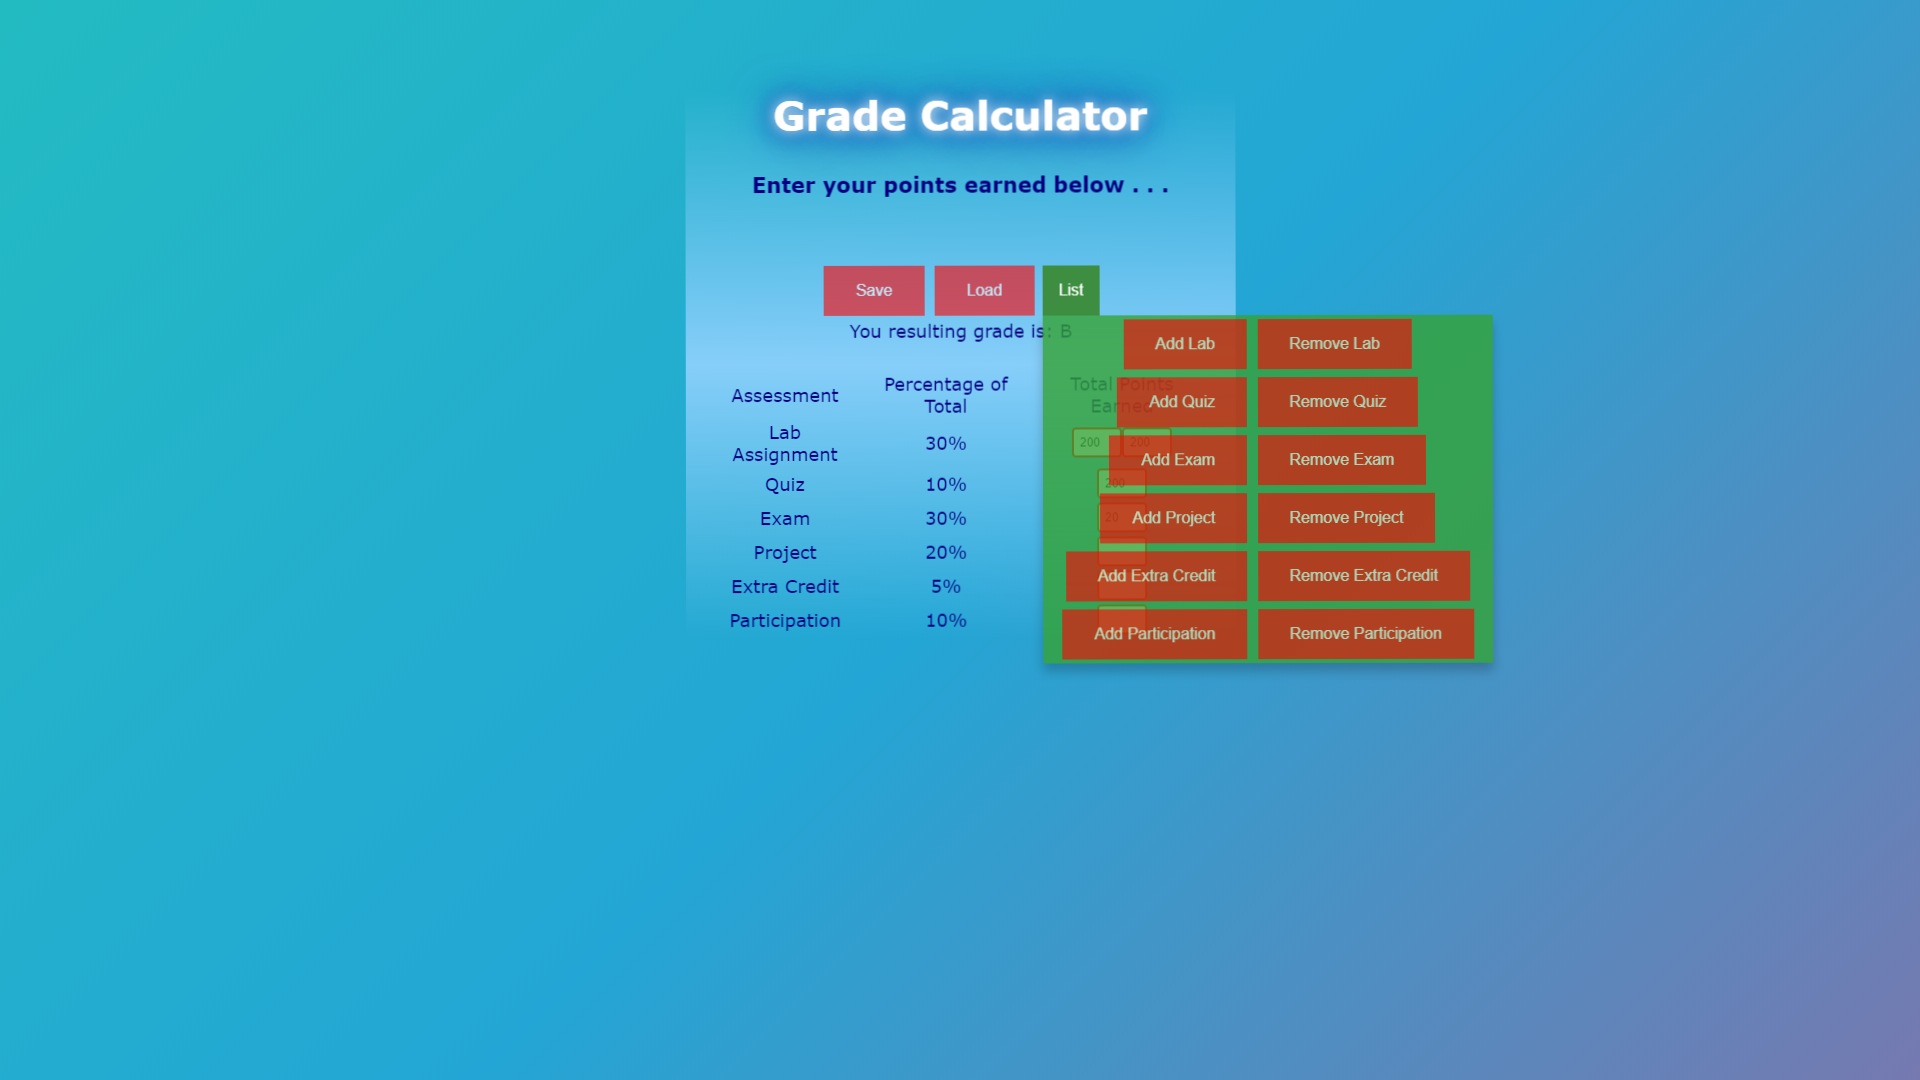 Grade Calculator
Enter your points earned below . . .
Save Load List
You resulting grade is: B
Add Lab Remove Lab
Assessment Percentage of Total Total Points Earned
Add Quiz Remove Quiz
Lab Assignment 30% 200 200
Add Exam Remove Exam
Quiz 10% 200
Exam 30% 20
Add Project Remove Project
Project 20%
Extra Credit 5%
Add Extra Credit Remove Extra Credit
Participation 10%
Add Participation Remove Participation